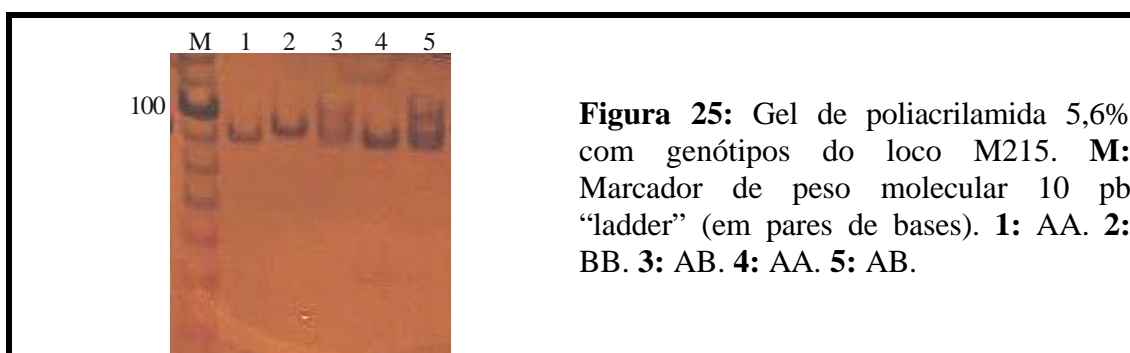 M 1 2 3 4 5
100
Figura 25: Gel de poliacrilamida 5,6%
com genótipos do loco M215. M:
Marcador de peso molecular 10 pb
“ladder” (em pares de bases). 1: AA. 2:
BB. 3: AB. 4: AA. 5: AB.